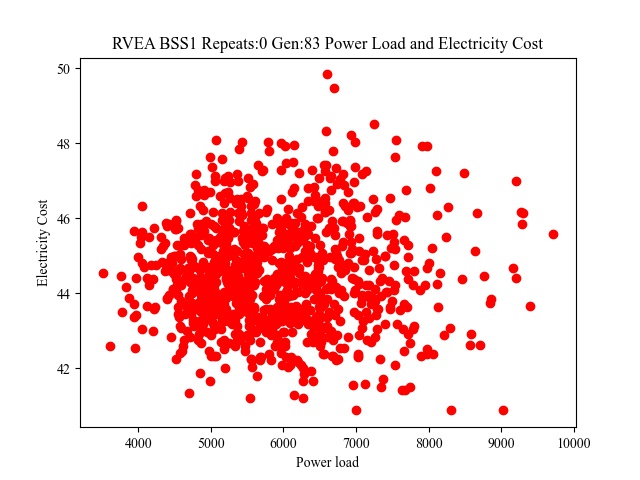 RVEA BSS1 Repeats:0 Gen:83 Power Load and Electricity Cost
50
48
46
44
42
Electricity Cost
4000 5000 6000 7000 8000 9000 10000
Power load